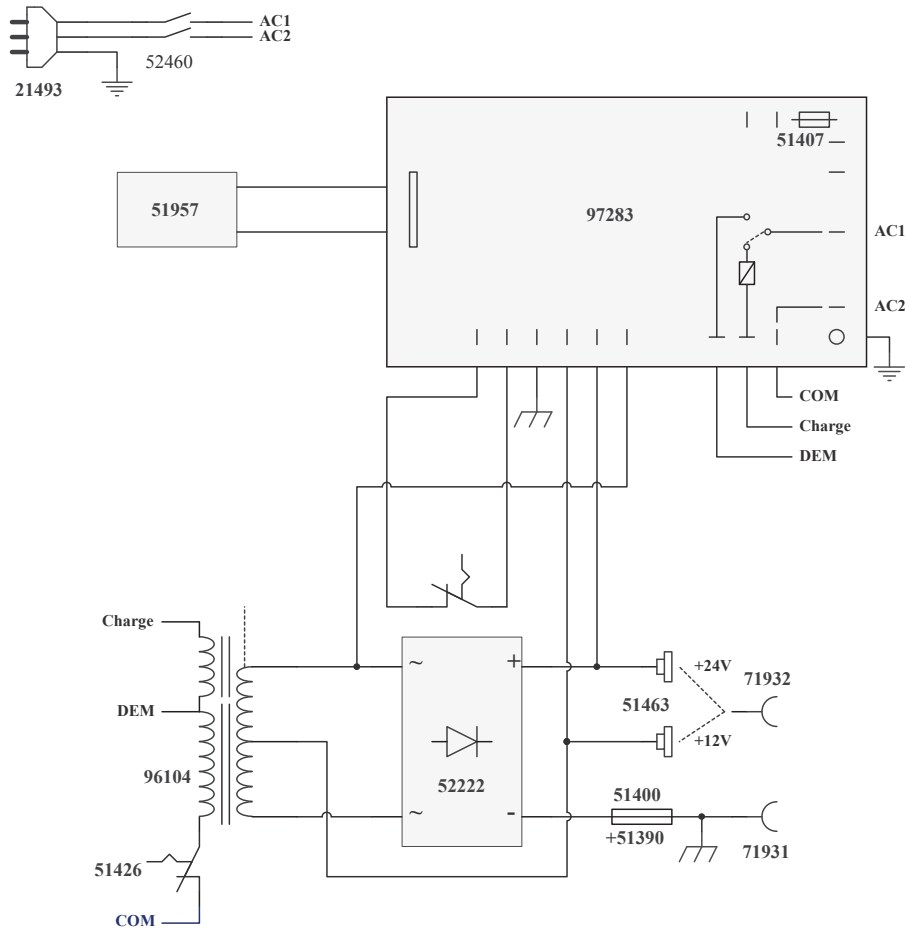 AC1
AC2
52460
21493
51407
51957
97283
AC1
AC2
COM
Charge
DEM
Charge
~
+
+24V
71932
51463
DEM
+12V
96104
52222
51400
~
-
+51390
71931
51426
COM